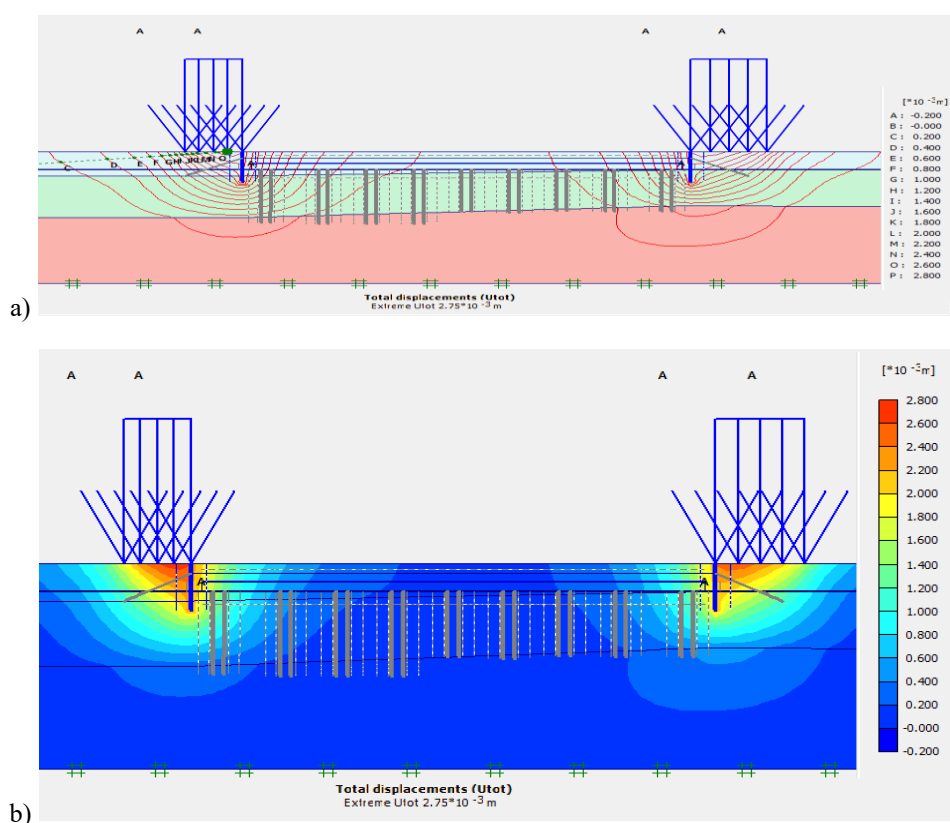 A A A A
[*10 -3 m]
A : -0.200
B : -0.000
C : 0.200
D : 0.400
E : 0.600
F : 0.800
G : 1.000
H : 1.200
I : 1.400
J : 1.600
K : 1.800
L : 2.000
M : 2.200
N : 2.400
O : 2.600
P : 2.800
C D E F
A A
Total displacements (Utot)
Extreme Utot 2.75*10 -3 m
a)
A A A A
[*10 -3 m]
2.800
2.600
2.400
2.200
2.000
1.800
1.600
1.400
1.200
1.000
0.800
0.600
0.400
0.200
-0.000
-0.200
A A
Total displacements (Utot)
Extreme Utot 2.75*10 -3 m
b)